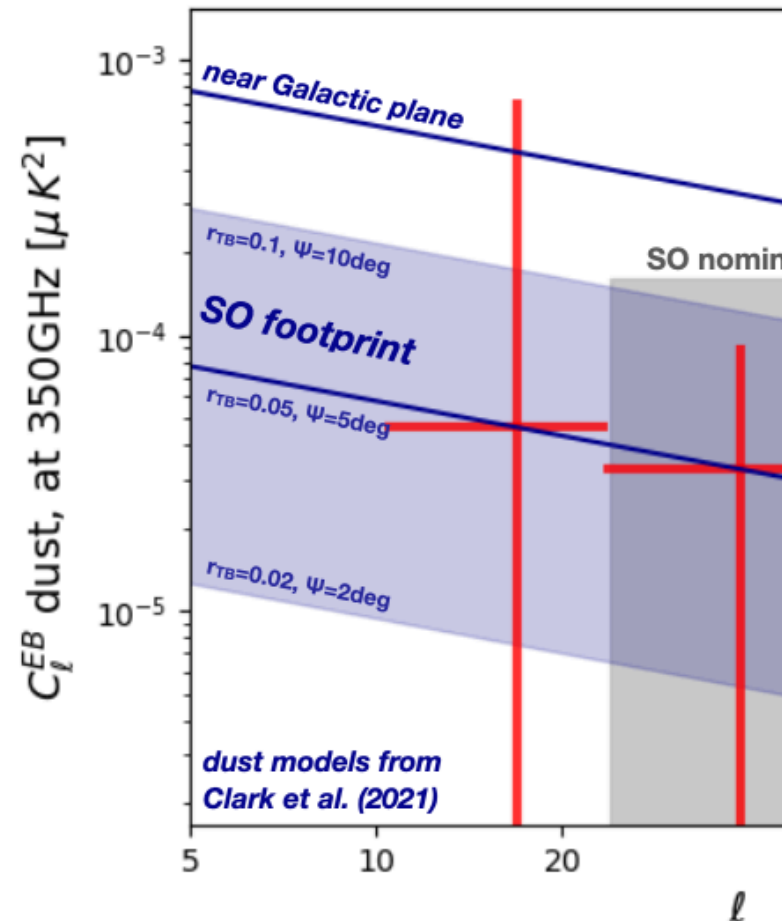 10⁻³
near Galactic plane
r_TB=0.1, Ψ=10deg
SO nomin
SO footprint
10⁻⁴
r_TB=0.05, Ψ=5deg
C_ℓ^EB dust, at 350GHz [μK²]
r_TB=0.02, Ψ=2deg
10⁻⁵
dust models from
Clark et al. (2021)
5 10 20
ℓ